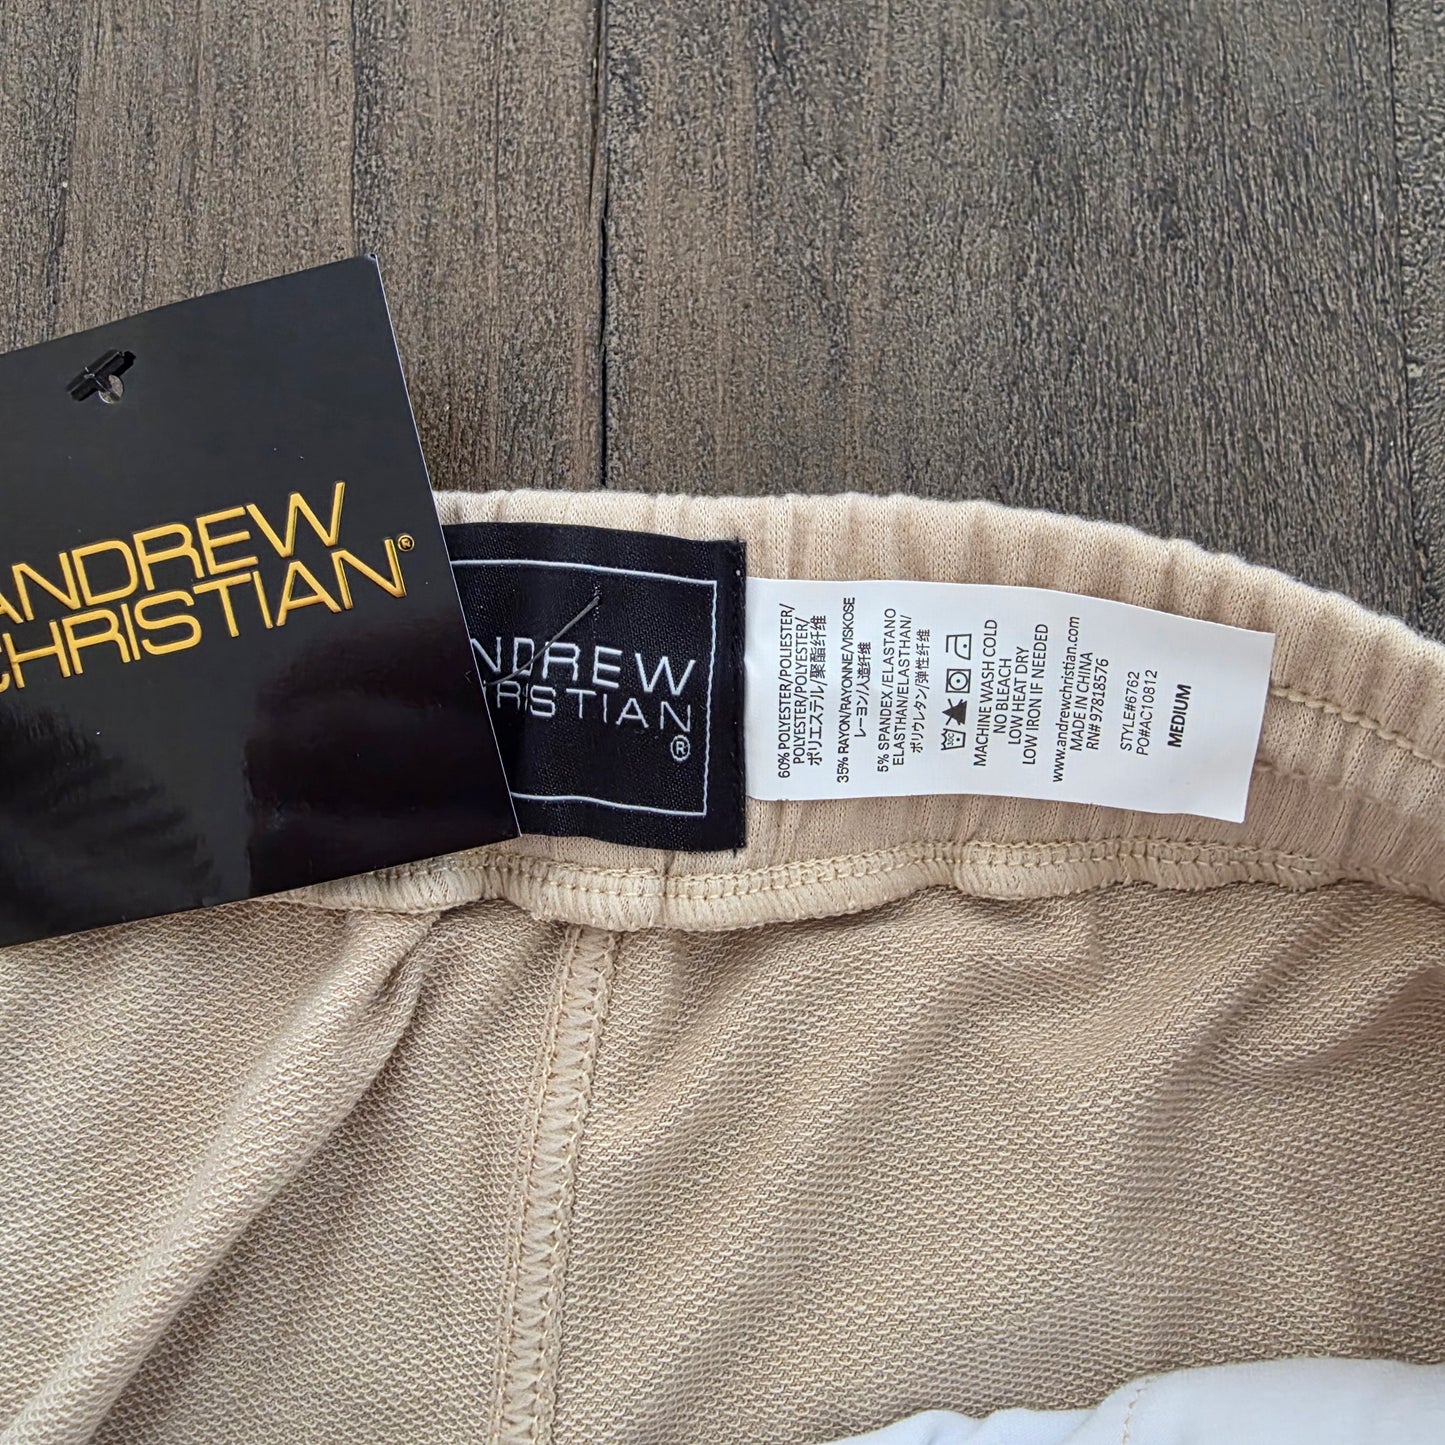 ANDREW
CHRISTIAN®
NDREW
RISTIAN
®
60% POLYESTER/POLIESTER/
POLYESTER/POLYESTER/
ポリエステル/聚酯纤维
35% RAYON/RAYONNE/VISKOSE
レーヨン/人造纤维
5% SPANDEX /ELASTANO
ELASTHAN/ELASTHAN/
ポリウレタン/弹性纤维
MACHINE WASH COLD
NO BLEACH
LOW HEAT DRY
LOW IRON IF NEEDED
www.andrewchristian.com
MADE IN CHINA
RN# 97818576
STYLE#6762
PO#AC10812
MEDIUM